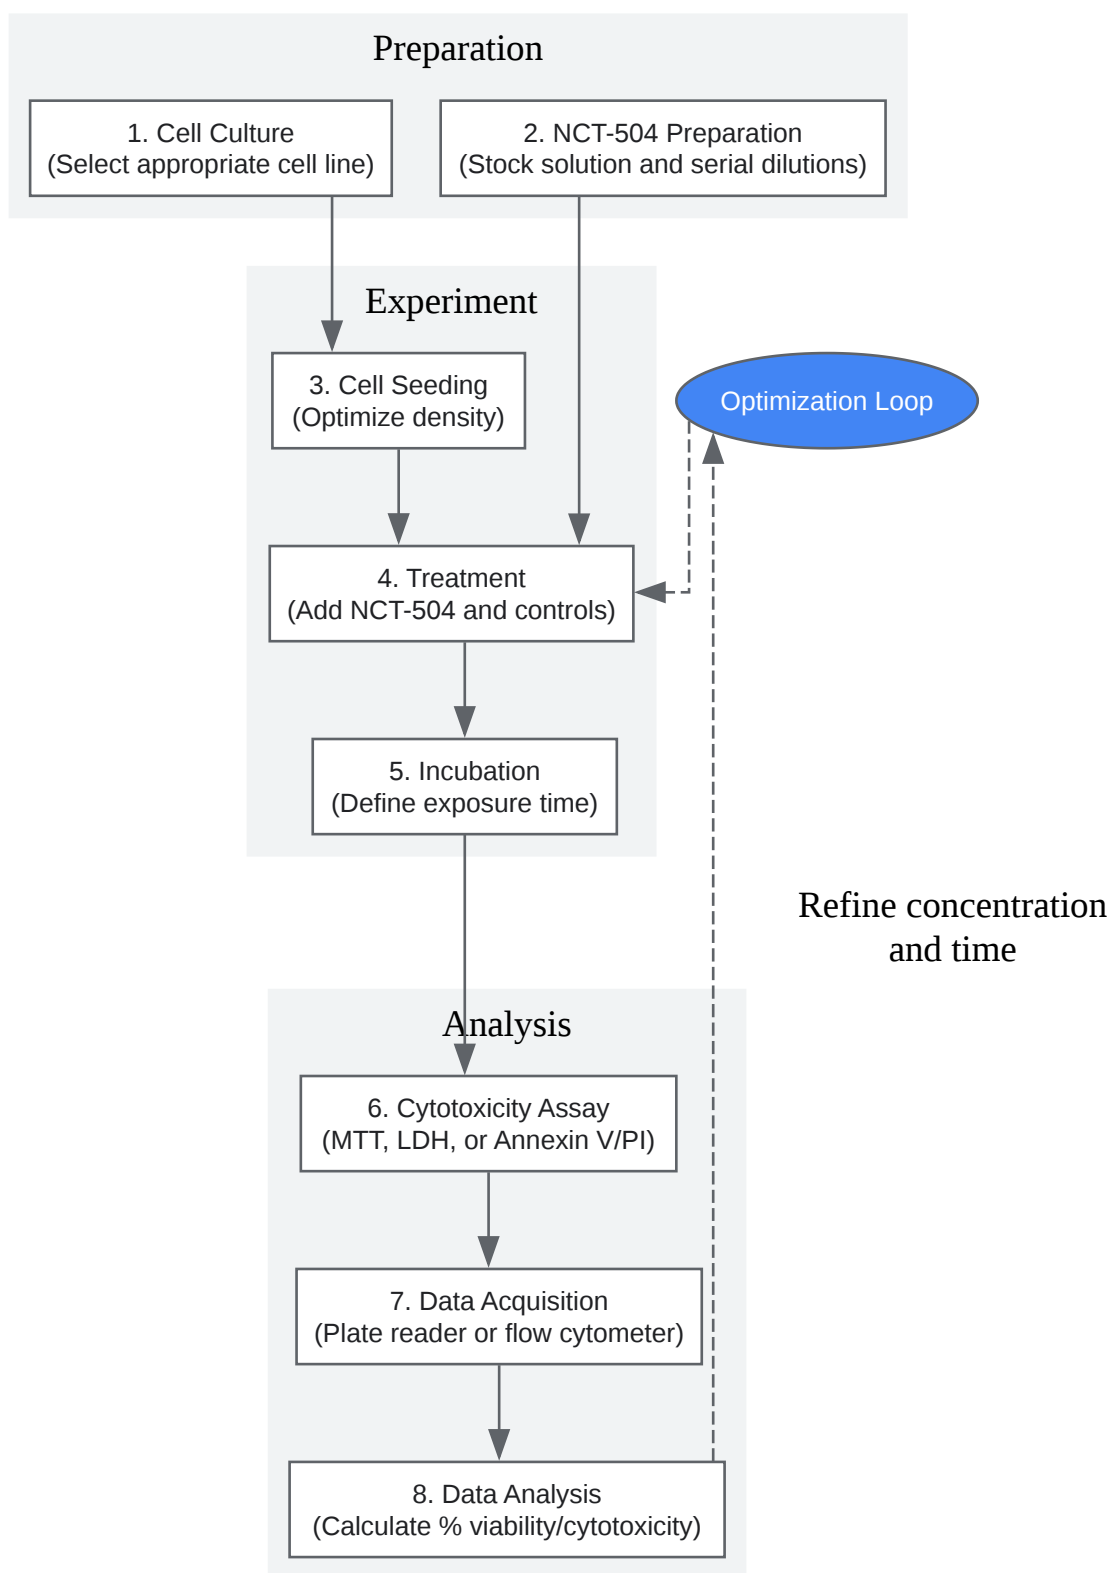 Preparation
1. Cell Culture
(Select appropriate cell line)
2. NCT-504 Preparation
(Stock solution and serial dilutions)
Experiment
3. Cell Seeding
(Optimize density)
Optimization Loop
4. Treatment
(Add NCT-504 and controls)
5. Incubation
(Define exposure time)
Refine concentration
and time
Analysis
6. Cytotoxicity Assay
(MTT, LDH, or Annexin V/PI)
7. Data Acquisition
(Plate reader or flow cytometer)
8. Data Analysis
(Calculate % viability/cytotoxicity)